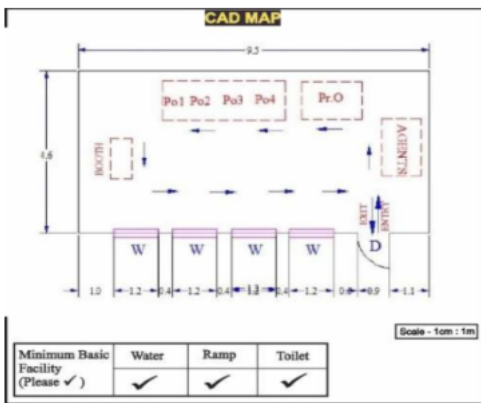 CAD MAP
9.5
Po1 Po2 Po3 Po4
Pr.O
4.6
BOOTH
AGENTS
EXIT
ENTRY
W W W W D
1.0 1.2 0.4 1.2 0.4 1.2 0.4 1.2 0.9 1.1
Scale - 1cm : 1m
Minimum Basic Water Ramp Toilet
Facility
(Please ✓) ✓ ✓ ✓